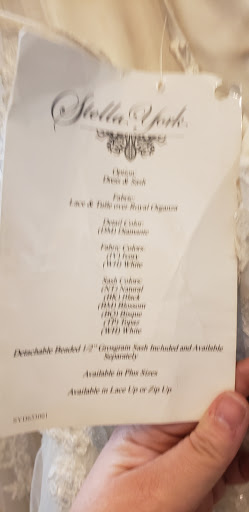 Stella York
Option:
Dress & Sash
Fabric:
Lace & Tulle over Royal Organza
Detail Color:
(DM) Diamante
Fabric Colors:
(IV) Ivory
(WH) White
Sash Colors:
(NT) Natural
(BK) Black
(BM) Blossom
(BQ) Bisque
(TP) Taupe
(WH) White
Detachable Beaded 1/2" Grosgrain Sash Included and Available
Separately
Available in Plus Sizes
Available in Lace Up or Zip Up